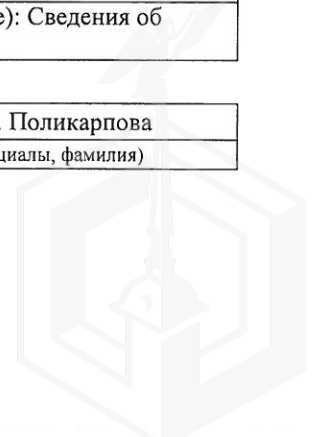 е): Сведения об
. Поликарпова
циалы, фамилия)